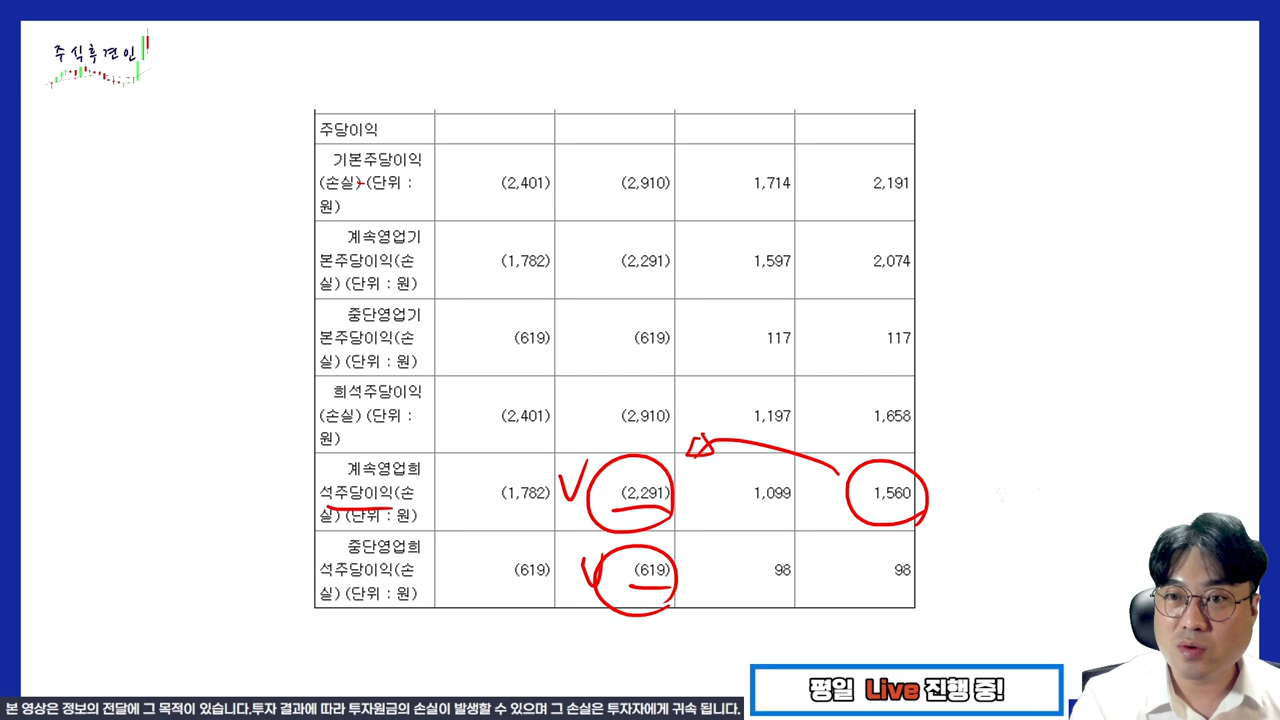 주식후견인
주당이익
기본주당이익
(손실) (단위 :
원)
(2,401) (2,910) 1,714 2,191
계속영업기
본주당이익(손
실) (단위 : 원)
(1,782) (2,291) 1,597 2,074
중단영업기
본주당이익(손
실) (단위 : 원)
(619) (619) 117 117
희석주당이익
(손실) (단위 :
원)
(2,401) (2,910) 1,197 1,658
계속영업희
석주당이익(손
실) (단위 : 원)
(1,782) (2,291) 1,099 1,560
중단영업희
석주당이익(손
실) (단위 : 원)
(619) (619) 98 98
평일 Live 진행 중!
본 영상은 정보의 전달에 그 목적이 있습니다.투자 결과에 따라 투자원금의 손실이 발생할 수 있으며 그 손실은 투자자에게 귀속 됩니다.